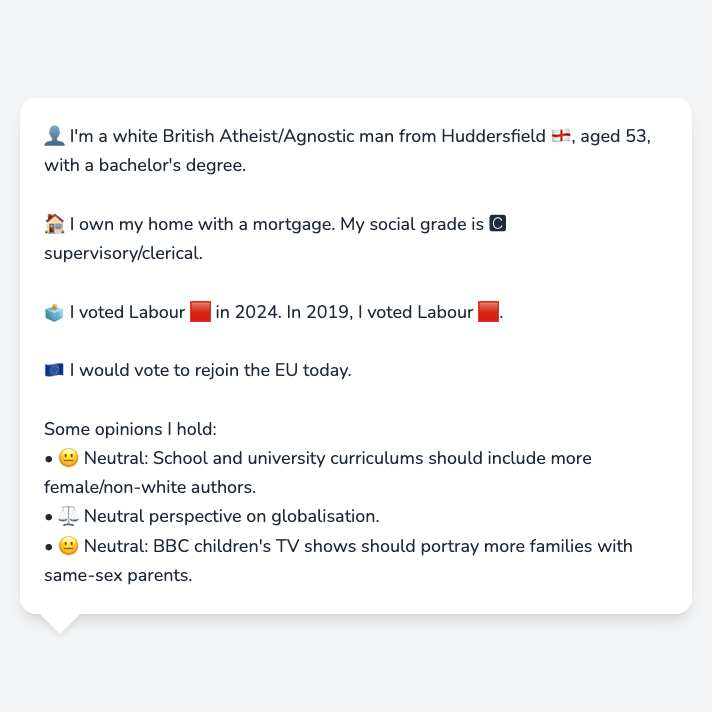 👤 I'm a white British Atheist/Agnostic man from Huddersfield 🏴󠁧󠁢󠁥󠁮󠁧󠁿, aged 53,
with a bachelor's degree.
🏠 I own my home with a mortgage. My social grade is 🅲
supervisory/clerical.
🗳️ I voted Labour 🟥 in 2024. In 2019, I voted Labour 🟥.
🇪🇺 I would vote to rejoin the EU today.
Some opinions I hold:
• 😐 Neutral: School and university curriculums should include more
female/non-white authors.
• ⚖️ Neutral perspective on globalisation.
• 😐 Neutral: BBC children's TV shows should portray more families with
same-sex parents.